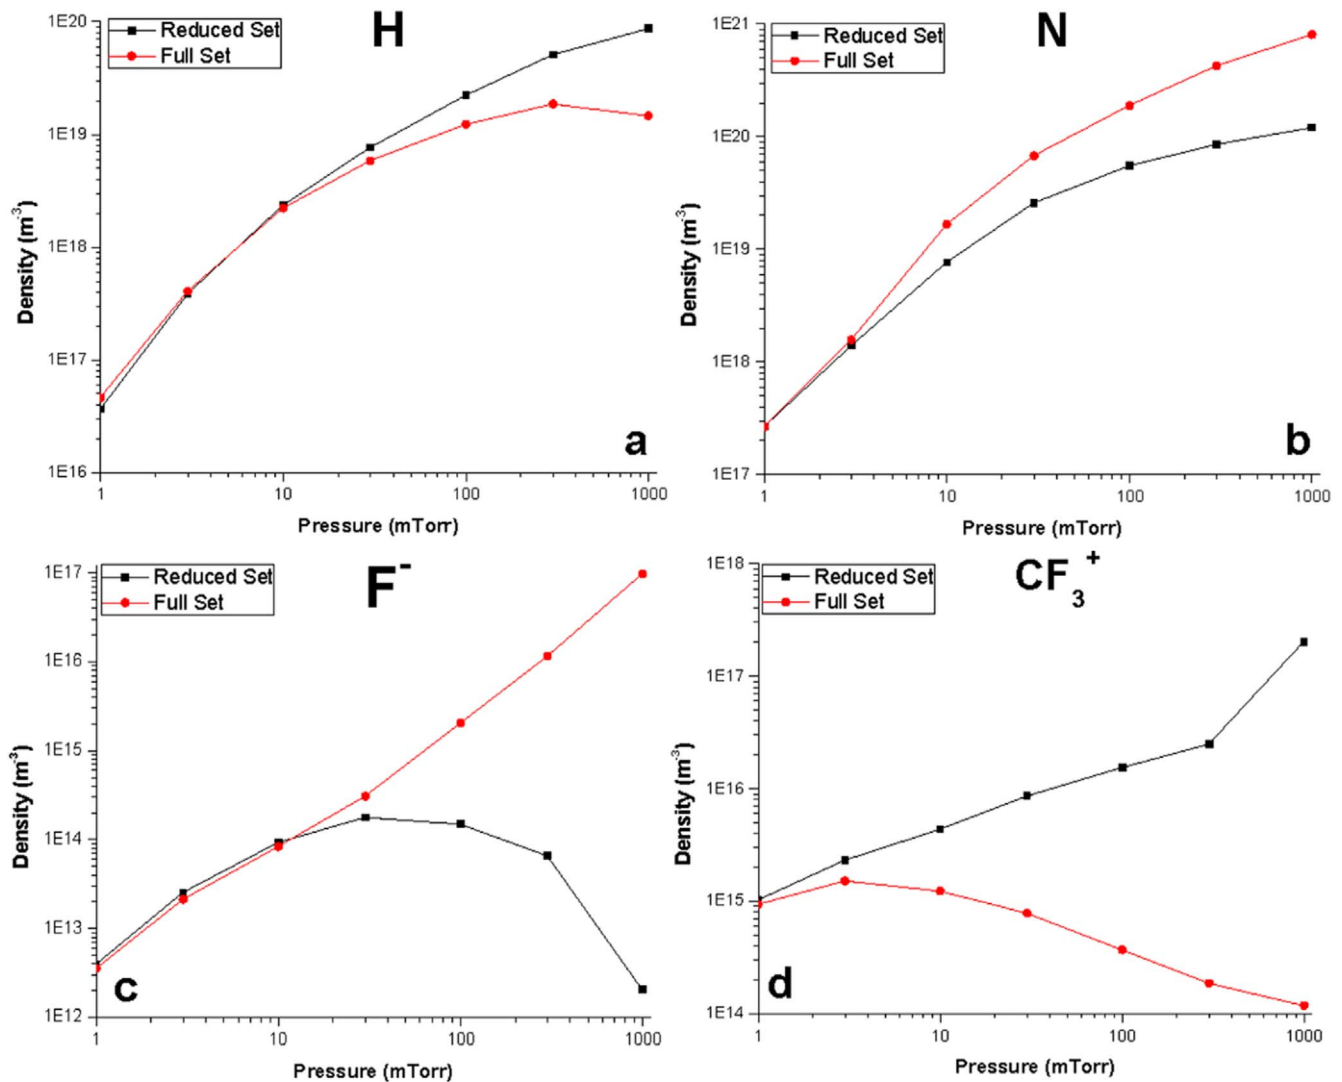 H
Reduced Set
Full Set
1E20
1E19
1E18
1E17
1E16
Density (m⁻³)
1 10 100 1000
Pressure (mTorr)
a
N
Reduced Set
Full Set
1E21
1E20
1E19
1E18
1E17
Density (m⁻³)
1 10 100 1000
Pressure (mTorr)
b
F⁻
Reduced Set
Full Set
1E17
1E16
1E15
1E14
1E13
1E12
Density (m⁻³)
1 10 100 1000
Pressure (mTorr)
c
CF₃⁺
Reduced Set
Full Set
1E18
1E17
1E16
1E15
1E14
Density (m⁻³)
1 10 100 1000
Pressure (mTorr)
d